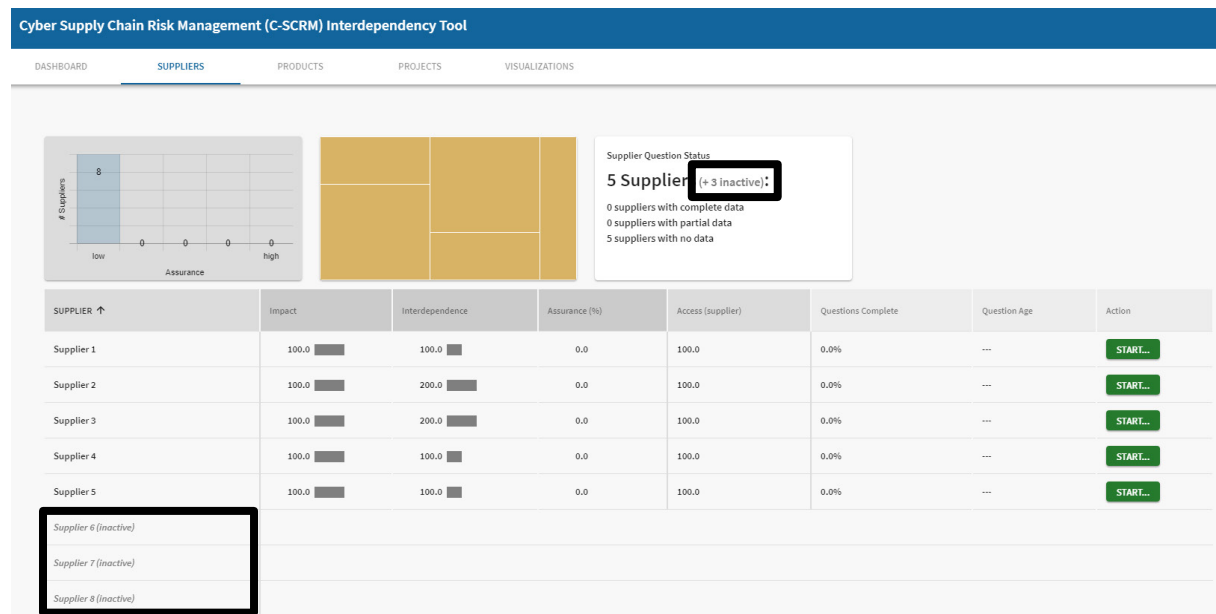 Cyber Supply Chain Risk Management (C-SCRM) Interdependency Tool
DASHBOARD SUPPLIERS PRODUCTS PROJECTS VISUALIZATIONS
# Suppliers
8 0 0 0 0
low high
Assurance
Supplier Question Status
5 Supplier (+ 3 inactive):
0 suppliers with complete data
0 suppliers with partial data
5 suppliers with no data
SUPPLIER ↑ Impact Interdependence Assurance (%) Access (supplier) Questions Complete Question Age Action
Supplier 1 100.0 100.0 0.0 100.0 0.0% --- START...
Supplier 2 100.0 200.0 0.0 100.0 0.0% --- START...
Supplier 3 100.0 200.0 0.0 100.0 0.0% --- START...
Supplier 4 100.0 100.0 0.0 100.0 0.0% --- START...
Supplier 5 100.0 100.0 0.0 100.0 0.0% --- START...
Supplier 6 (inactive)
Supplier 7 (inactive)
Supplier 8 (inactive)